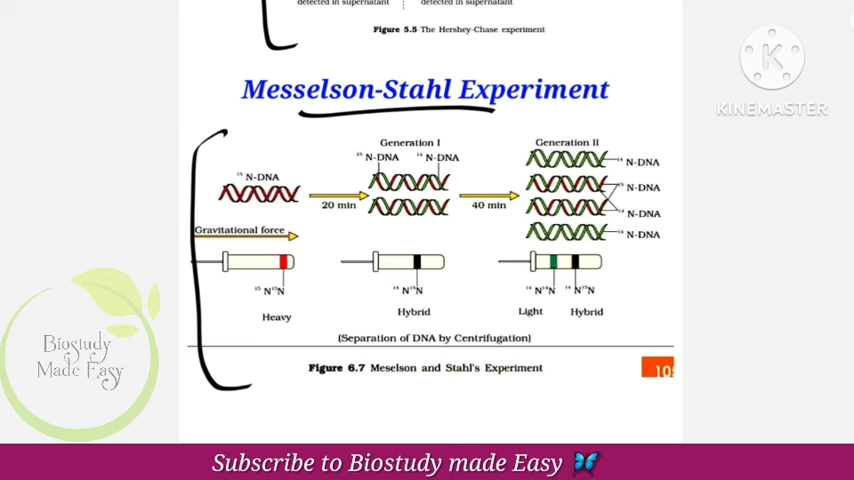 detected in supernatant detected in supernatant
Figure 5.5 The Hershey-Chase experiment
KINEMASTER
Messelson-Stahl Experiment
Generation I
Generation II
¹⁵ N-DNA
¹⁵ N-DNA ¹⁴ N-DNA
¹⁴ N-DNA
¹⁵ N-DNA
¹⁴ N-DNA
¹⁴ N-DNA
20 min
40 min
Gravitational force
¹⁵ N¹⁵N
¹⁴ N¹⁵N
¹⁴ N¹⁴N ¹⁴ N¹⁵N
Heavy
Hybrid
Light Hybrid
(Separation of DNA by Centrifugation)
Figure 6.7 Meselson and Stahl's Experiment
Biostudy
Made Easy
Subscribe to Biostudy made Easy 🦋